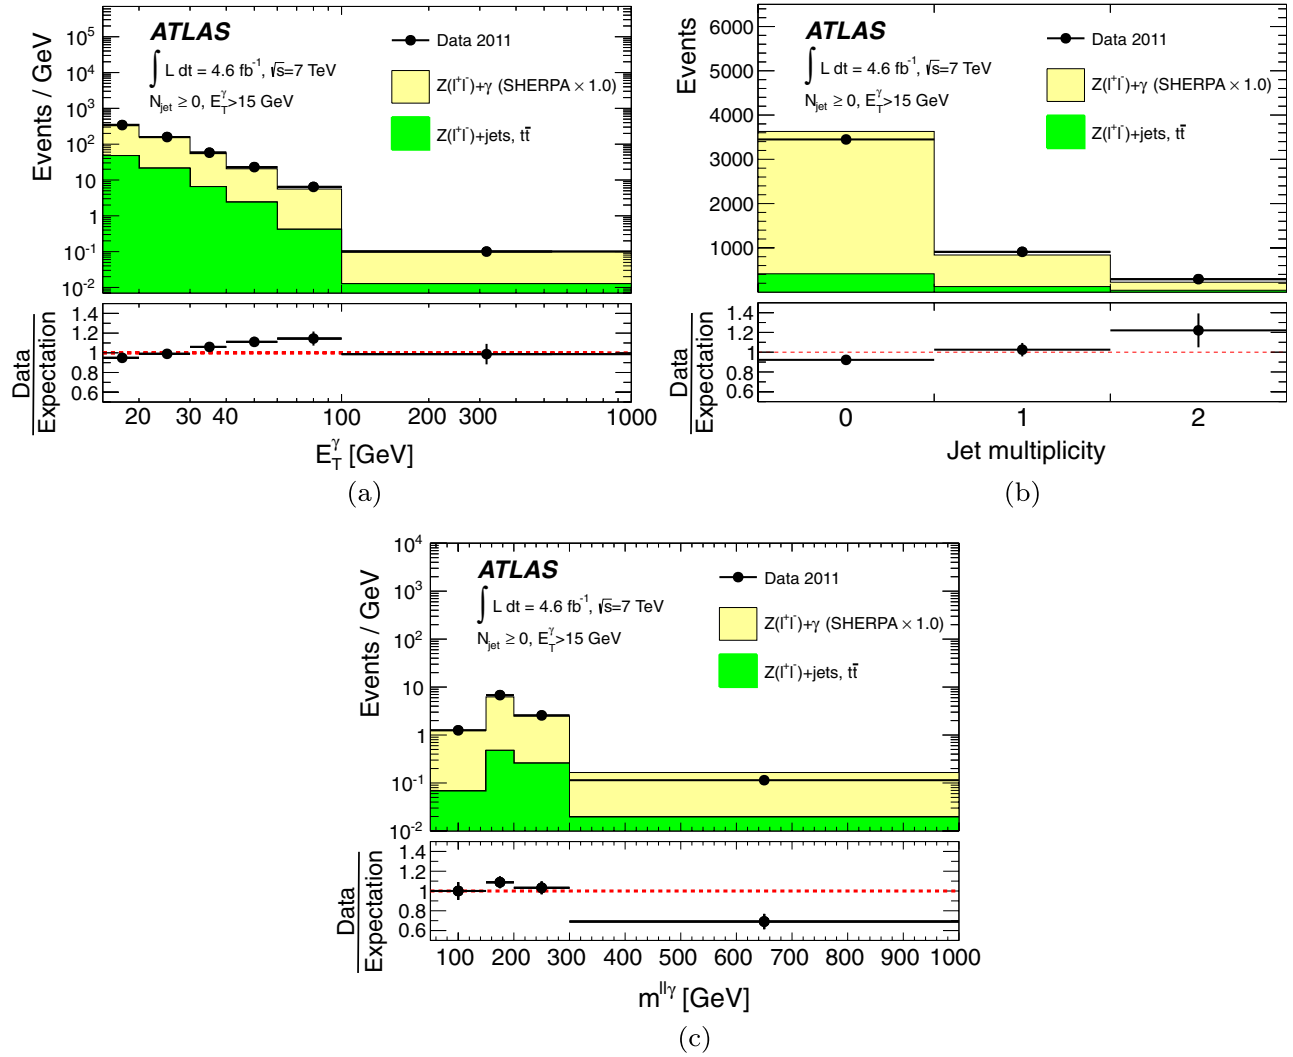 ATLAS
∫ L dt = 4.6 fb⁻¹, √s=7 TeV
N_jet ≥ 0, E_T^γ>15 GeV
Data 2011
Z(l⁺l⁻)+γ (SHERPA × 1.0)
Z(l⁺l⁻)+jets, tt̄
Events / GeV
10⁵
10⁴
10³
10²
10
1
10⁻¹
10⁻²
Data
Expectation
1.4
1.2
1
0.8
0.6
20 30 40 100 200 300 1000
E_T^γ [GeV]
(a)
ATLAS
∫ L dt = 4.6 fb⁻¹, √s=7 TeV
N_jet ≥ 0, E_T^γ>15 GeV
Data 2011
Z(l⁺l⁻)+γ (SHERPA × 1.0)
Z(l⁺l⁻)+jets, tt̄
Events
6000
5000
4000
3000
2000
1000
Data
Expectation
1.4
1.2
1
0.8
0.6
0 1 2
Jet multiplicity
(b)
ATLAS
∫ L dt = 4.6 fb⁻¹, √s=7 TeV
N_jet ≥ 0, E_T^γ>15 GeV
Data 2011
Z(l⁺l⁻)+γ (SHERPA × 1.0)
Z(l⁺l⁻)+jets, tt̄
Events / GeV
10⁴
10³
10²
10
1
10⁻¹
10⁻²
Data
Expectation
1.4
1.2
1
0.8
0.6
100 200 300 400 500 600 700 800 900 1000
m^llγ [GeV]
(c)